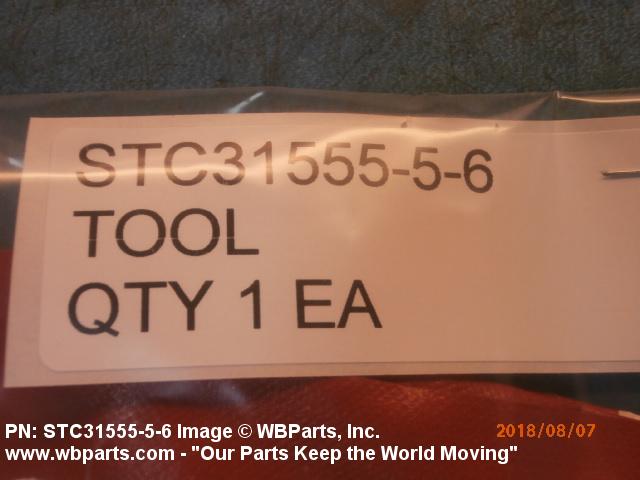 STC31555-5-6
TOOL
QTY 1 EA
PN: STC31555-5-6 Image © WBParts, Inc.
2018/08/07
www.wbparts.com - "Our Parts Keep the World Moving"